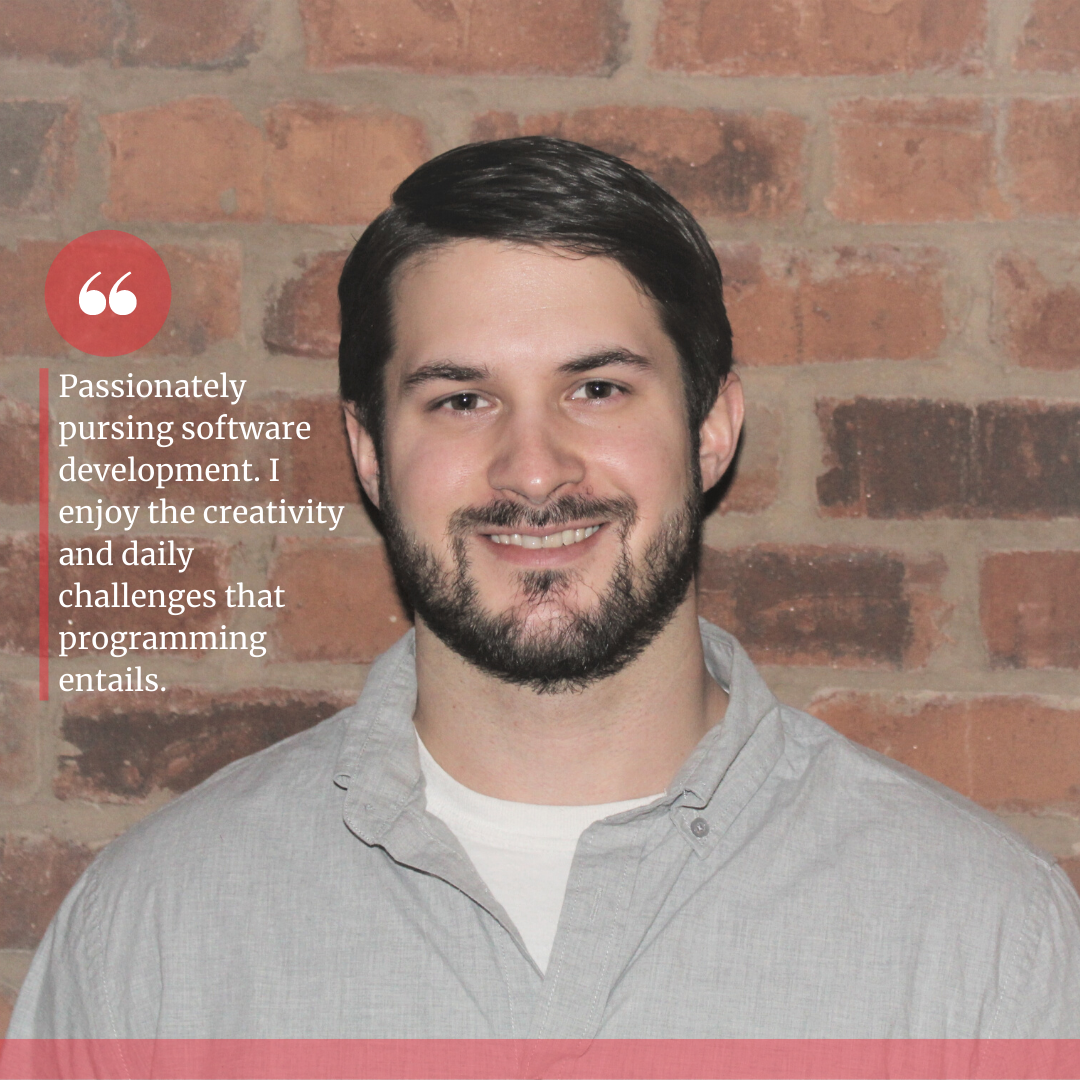 “
Passionately
pursing software
development. I
enjoy the creativity
and daily
challenges that
programming
entails.